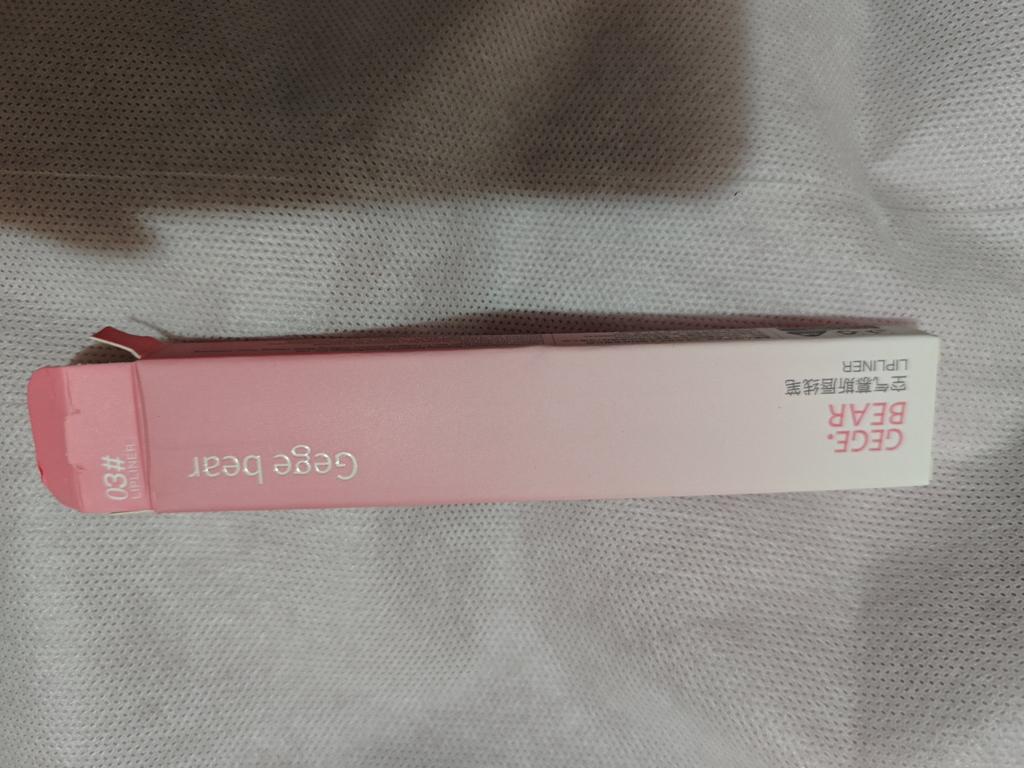 GEGE.
BEAR
空气慕斯唇线笔
LIPLINER
Gege bear
03#
LIPLINER